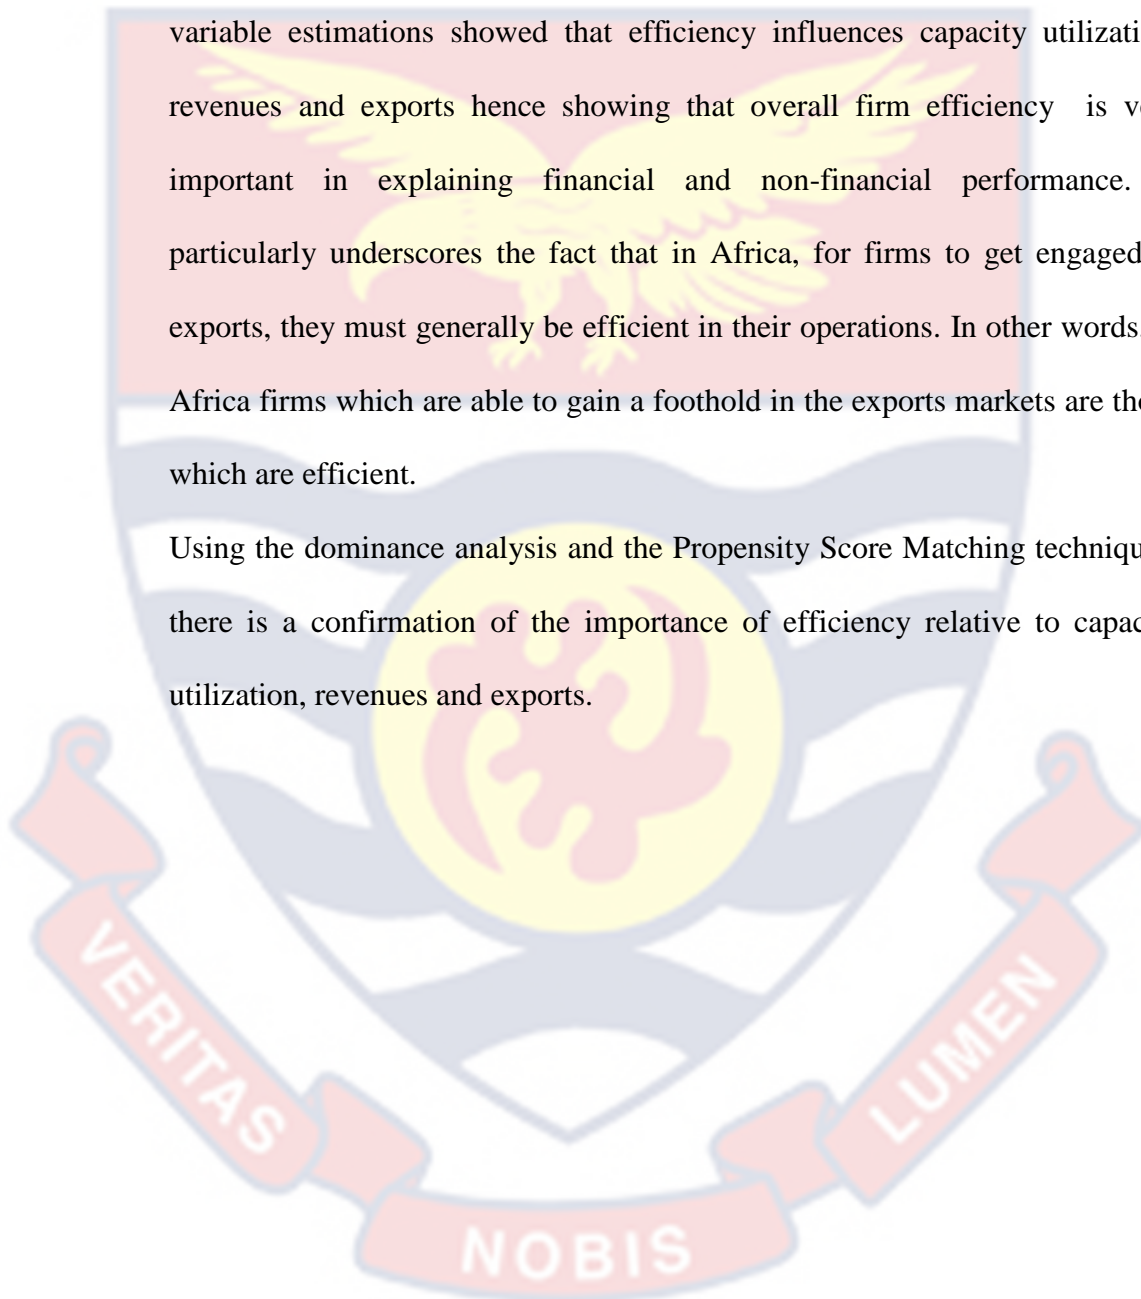 variable estimations showed that efficiency influences capacity utilizati
revenues and exports hence showing that overall firm efficiency is v
important in explaining financial and non-financial performance.
particularly underscores the fact that in Africa, for firms to get engaged
exports, they must generally be efficient in their operations. In other words.
Africa firms which are able to gain a foothold in the exports markets are th
which are efficient.
Using the dominance analysis and the Propensity Score Matching techniqu
there is a confirmation of the importance of efficiency relative to capac
utilization, revenues and exports.
VERITAS
NOBIS
LUMEN